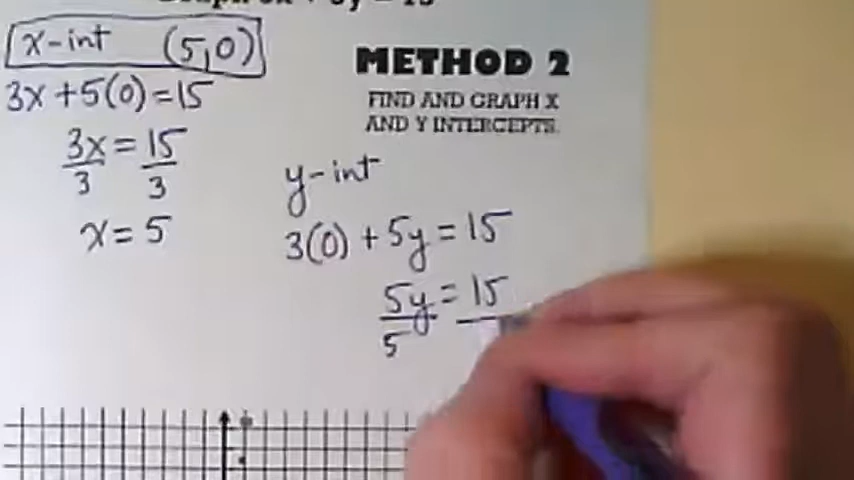 x-int (5,0)
3x + 5(0) = 15
3x = 15
3 3
x = 5
METHOD 2
FIND AND GRAPH X
AND Y INTERCEPTS.
y-int
3(0) + 5y = 15
5y = 15
5